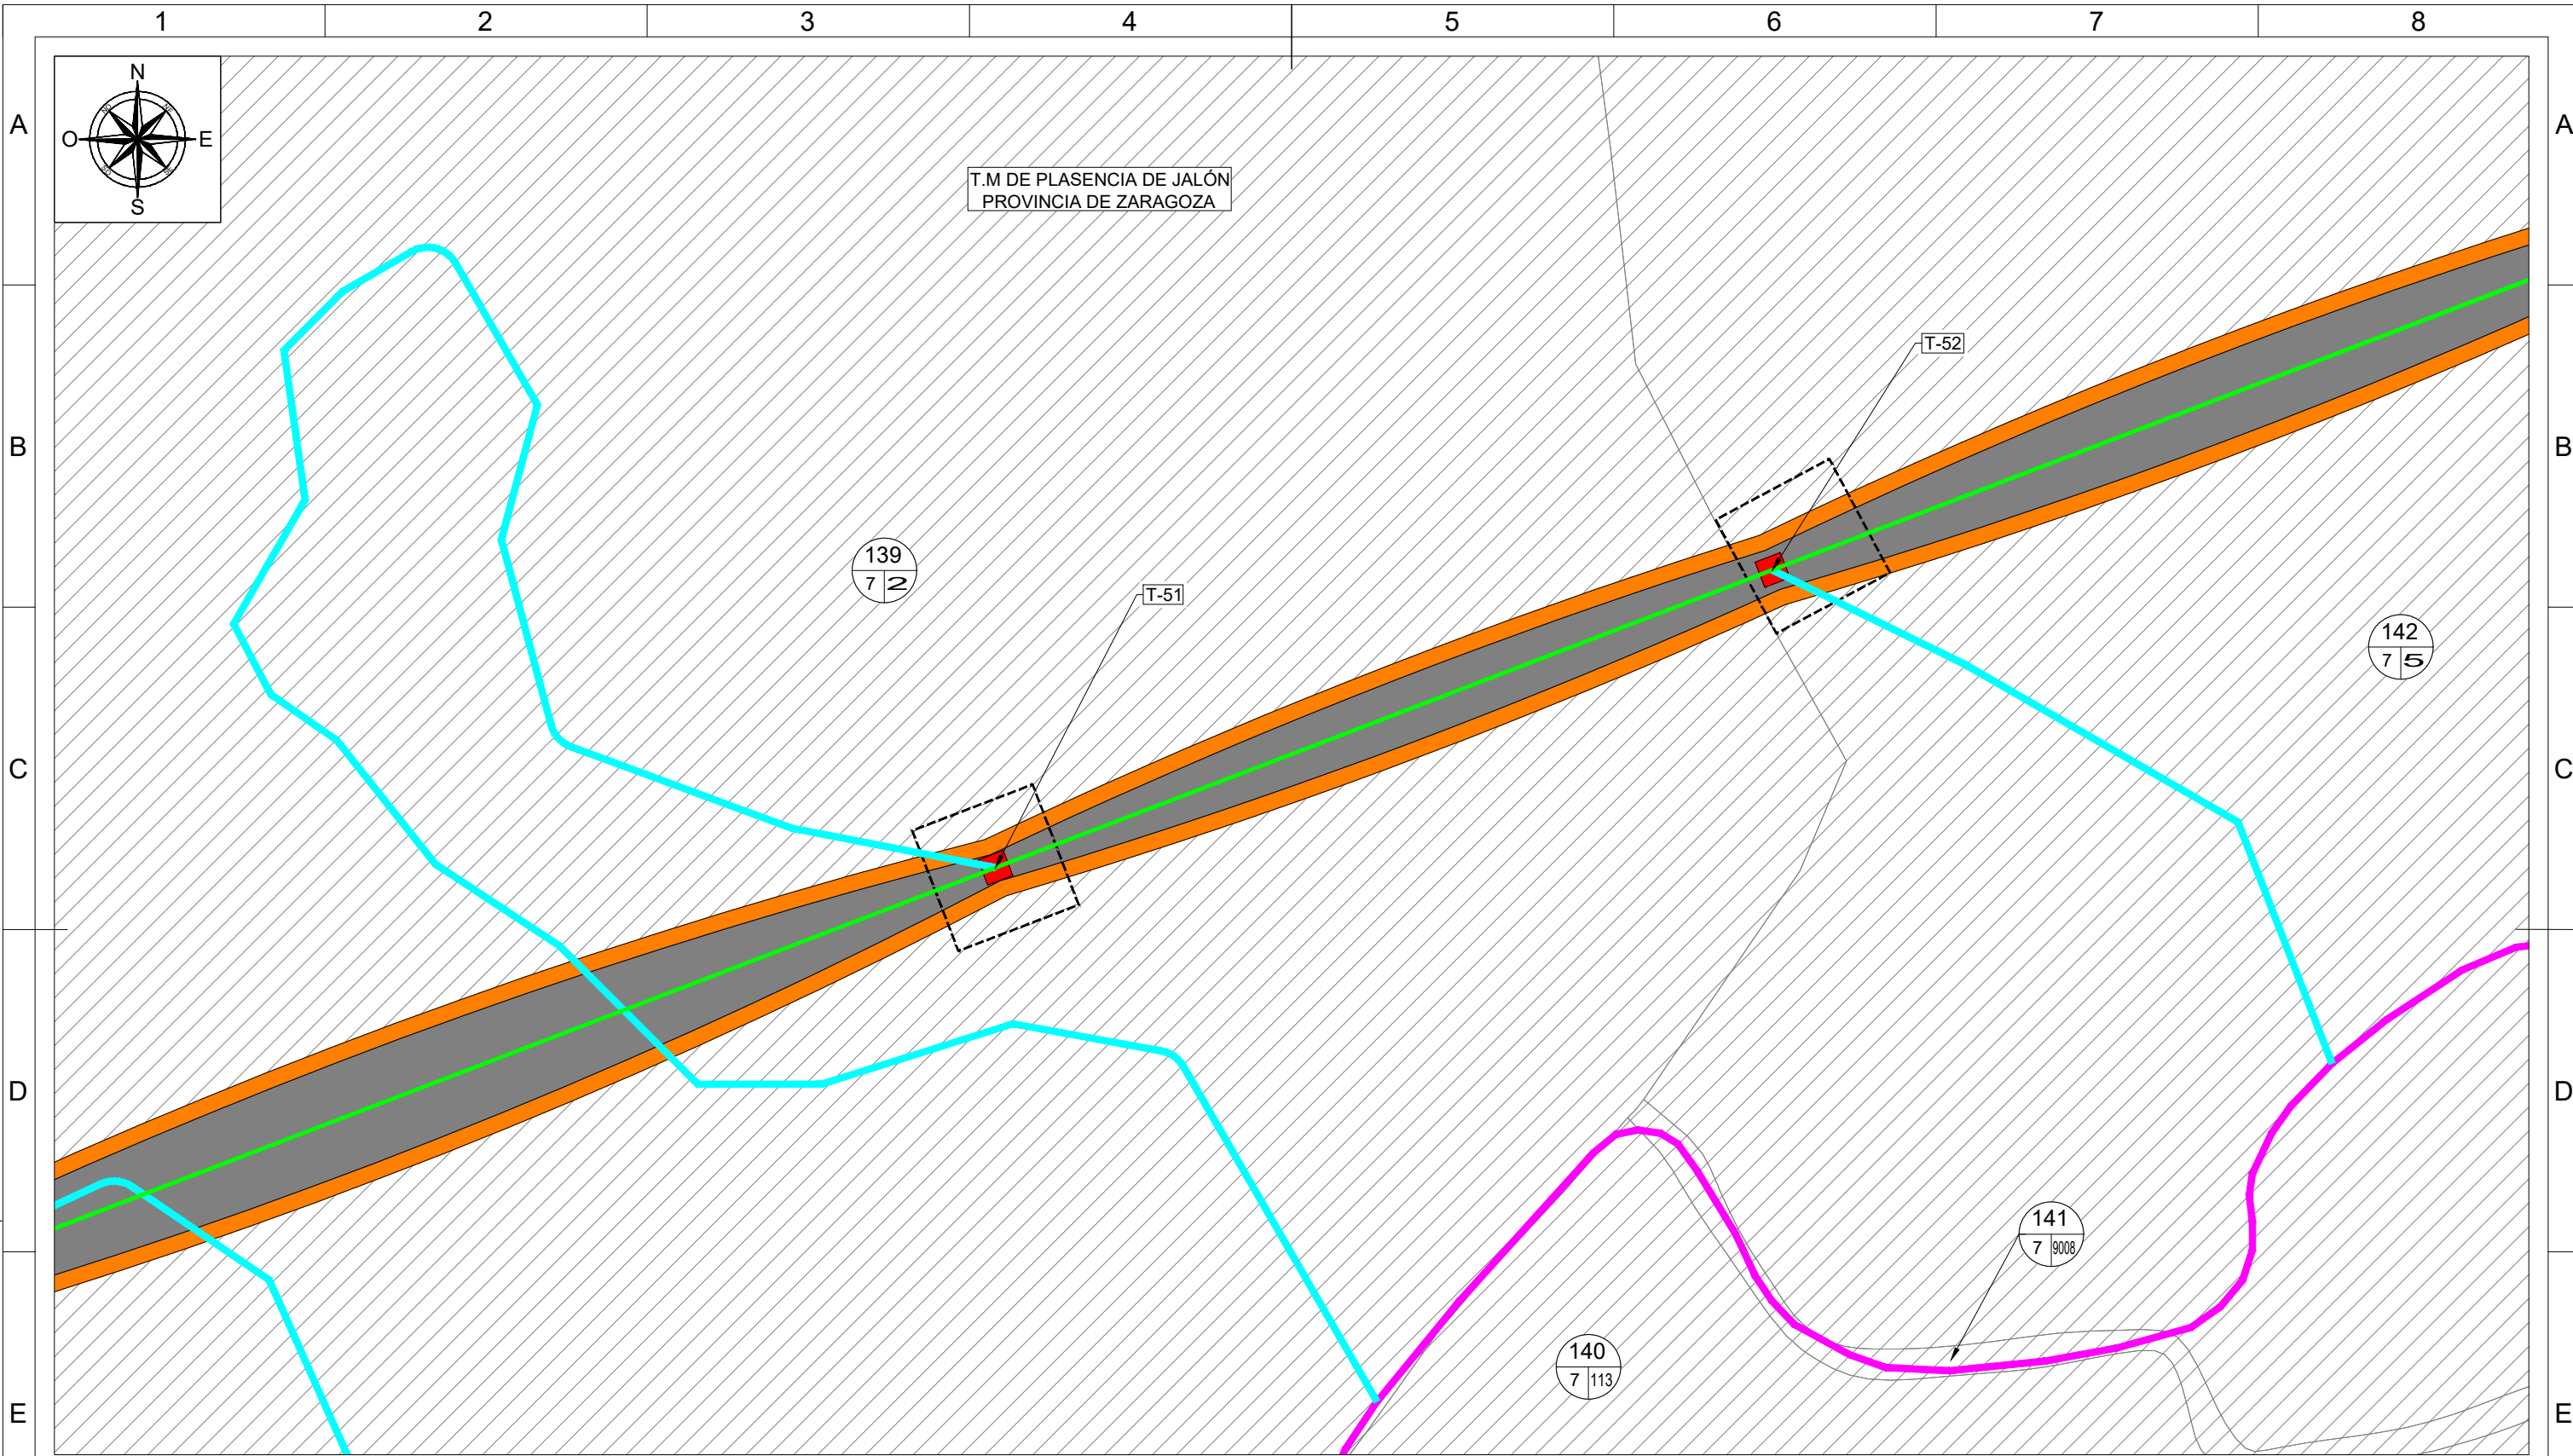 1 2 3 4 5 6 7 8
N
A A
O E
T.M DE PLASENCIA DE JALÓN
S
PROVINCIA DE ZARAGOZA
T-52
B B
139
7 2
T-51
142
7 5
C C
D D
141
7 9008
140
7 113
E E